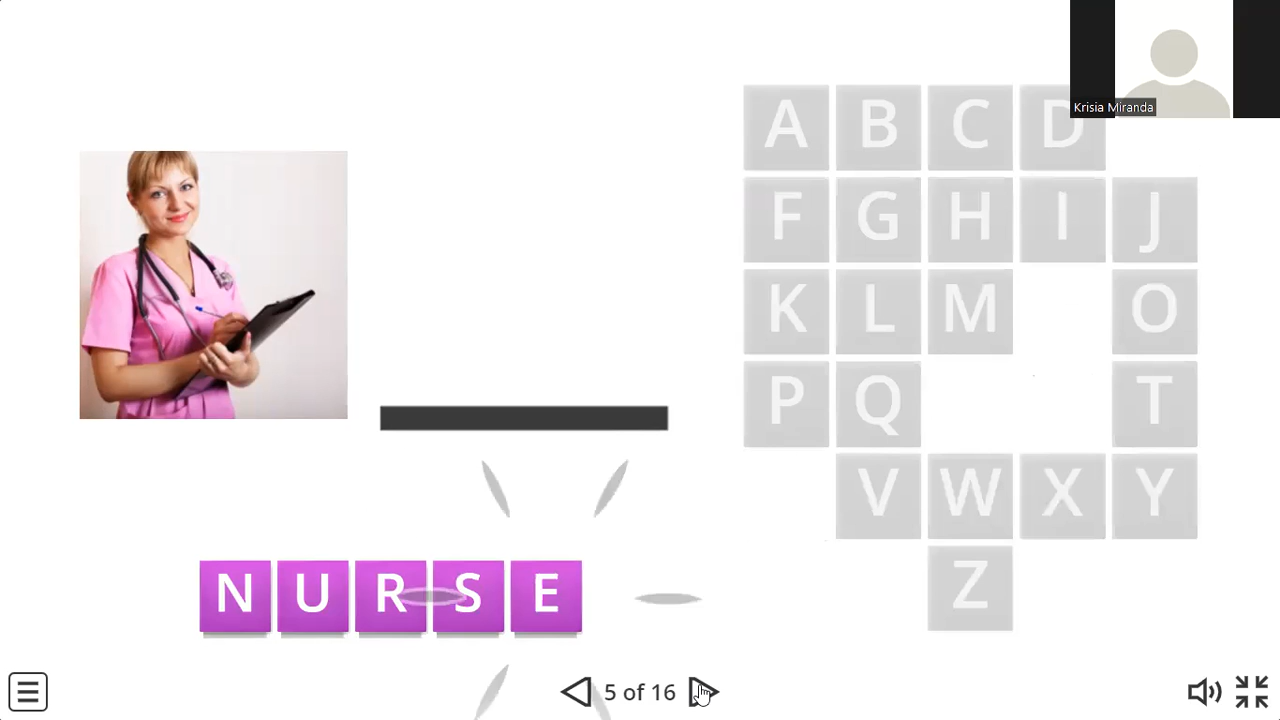 A B C D
Krisia Miranda
F G H I J
K L M O
P Q T
V W X Y
Z
N U R S E
5 of 16